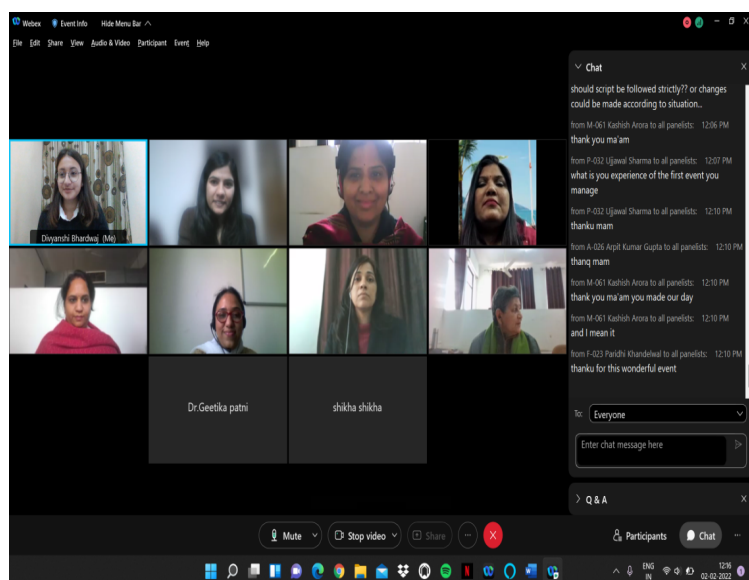 Webex Event Info Hide Menu Bar
File Edit Share View Audio & Video Participant Event Help
Divyanshi Bhardwaj (Me)
Dr.Geetika patni
shikha shikha
Chat
should script be followed strictly?? or changes
could be made according to situation..
from M-061 Kashish Arora to all panelists: 12:06 PM
thank you ma'am
from P-032 Ujjawal Sharma to all panelists: 12:07 PM
what is you experience of the first event you
manage
from P-032 Ujjawal Sharma to all panelists: 12:10 PM
thanku mam
from A-026 Arpit Kumar Gupta to all panelists: 12:10 PM
thanq mam
from M-061 Kashish Arora to all panelists: 12:10 PM
thank you ma'am you made our day
from M-061 Kashish Arora to all panelists: 12:10 PM
and I mean it
from F-023 Paridhi Khandelwal to all panelists: 12:10 PM
thanku for this wonderful event
To: Everyone
Enter chat message here
Q & A
Mute Stop video Share Participants Chat
ENG
IN
12:16
02-02-2022